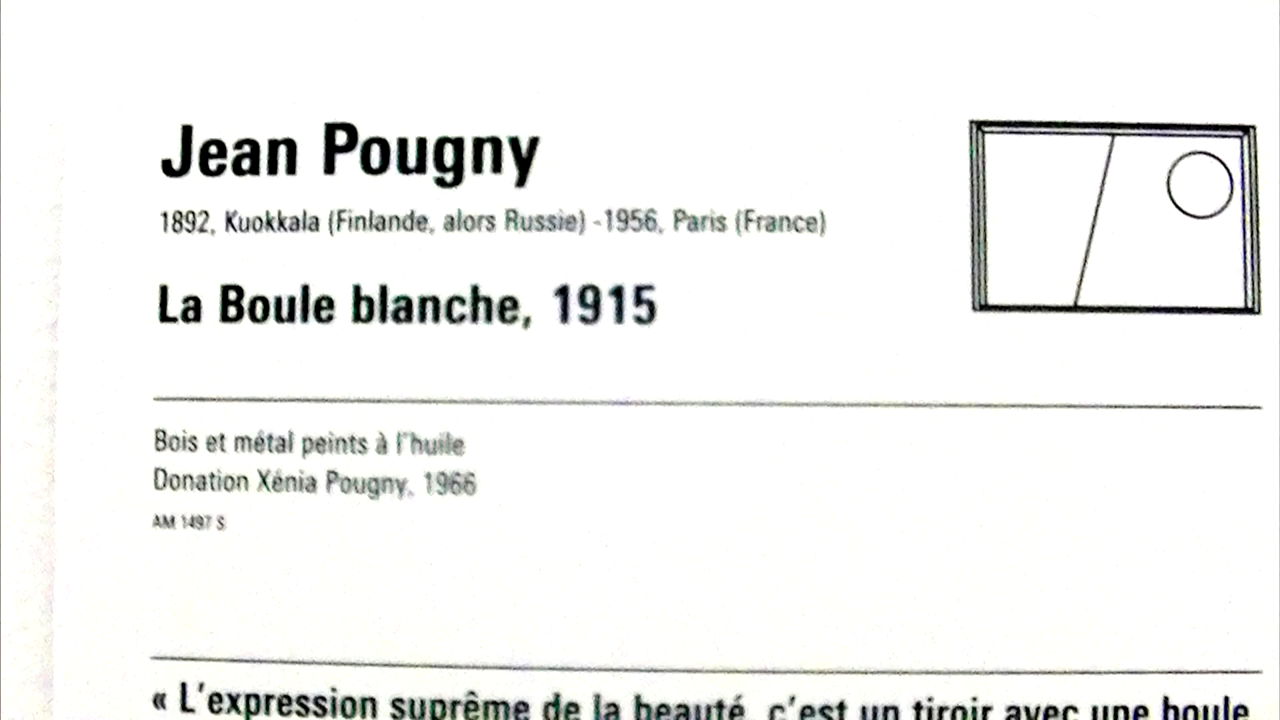 Jean Pougny
1892, Kuokkala (Finlande, alors Russie) -1956, Paris (France)
La Boule blanche, 1915
Bois et métal peints à l'huile
Donation Xénia Pougny, 1966
AM 1497 S
« L'expression suprême de la beauté, c'est un tiroir avec une boule